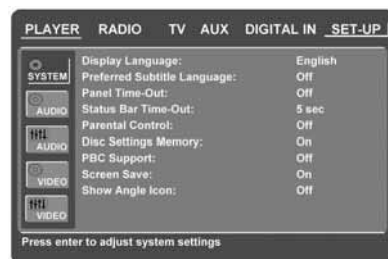 PLAYER RADIO TV AUX DIGITAL IN SET-UP
SYSTEM
AUDIO
AUDIO
VIDEO
VIDEO
Display Language: English
Preferred Subtitle Language: Off
Panel Time-Out: Off
Status Bar Time-Out: 5 sec
Parental Control: Off
Disc Settings Memory: On
PBC Support: Off
Screen Save: On
Show Angle Icon: Off
Press enter to adjust system settings